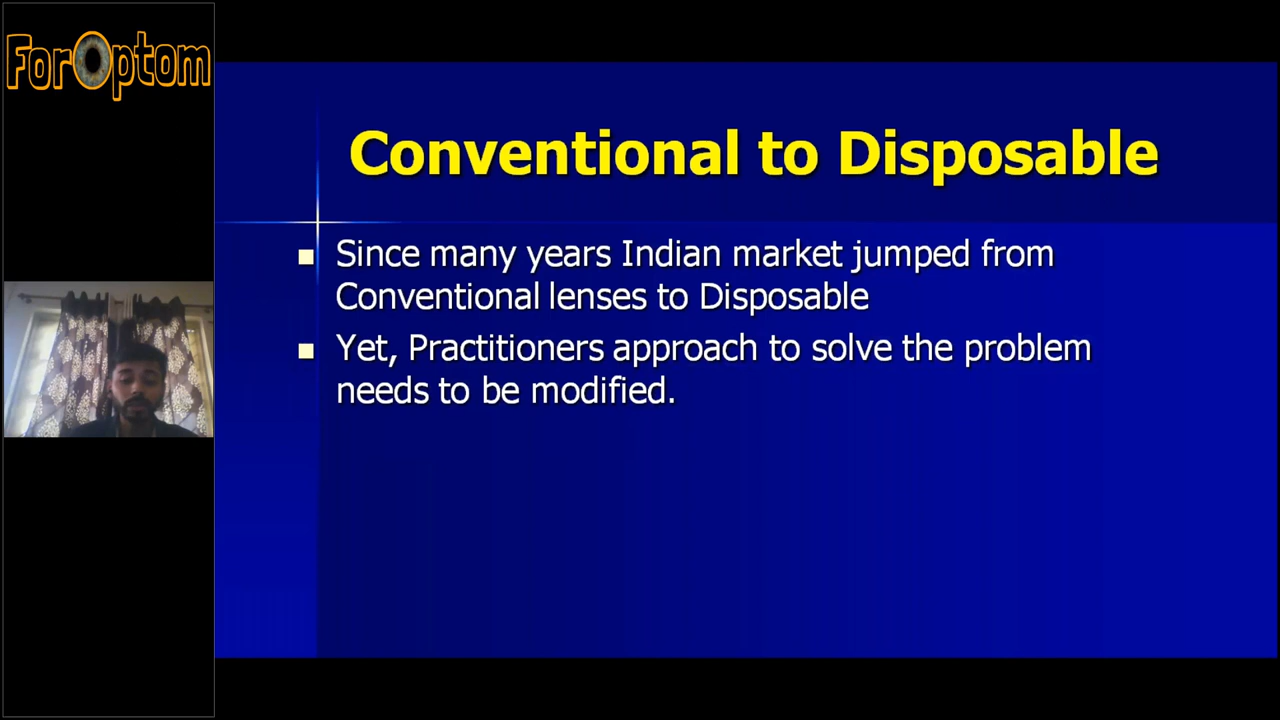 ForOptom
Conventional to Disposable
Since many years Indian market jumped from
Conventional lenses to Disposable
Yet, Practitioners approach to solve the problem
needs to be modified.